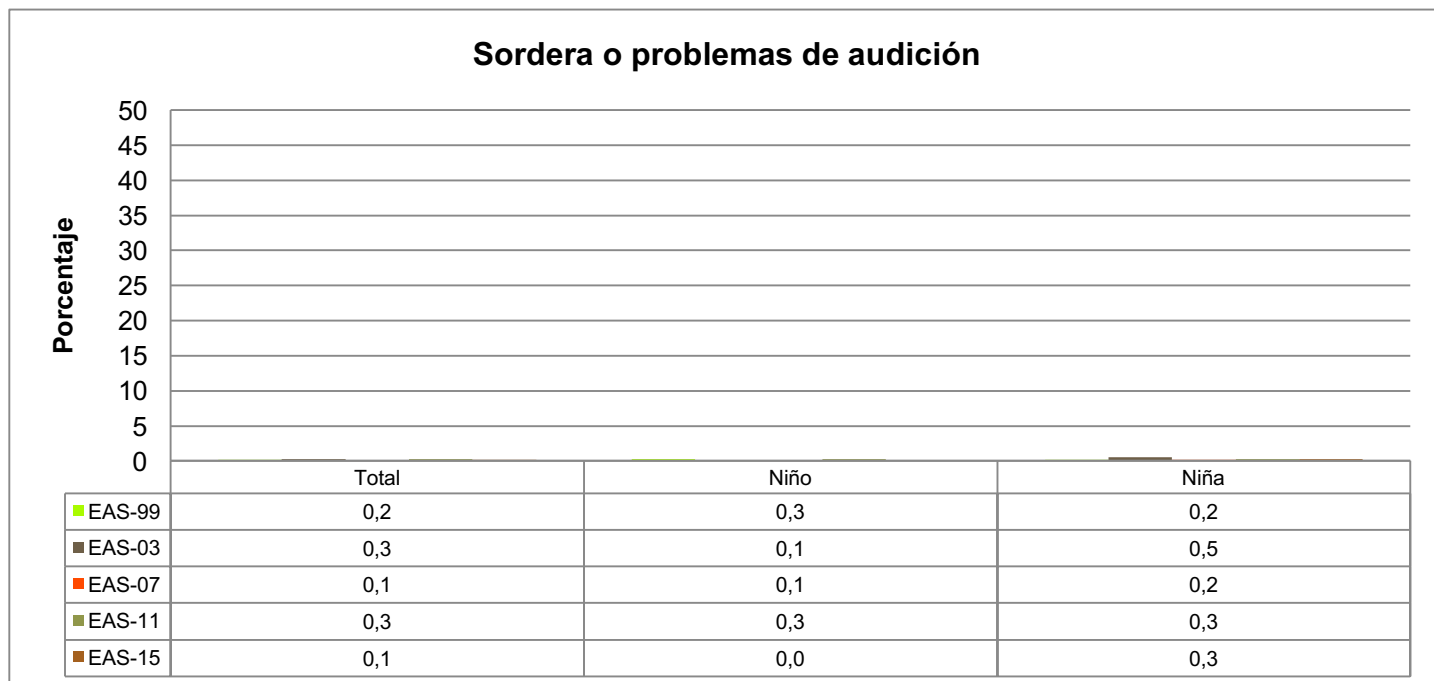 Sordera o problemas de audición
Porcentaje
50
45
40
35
30
25
20
15
10
5
0
Total Niño Niña
EAS-99 0,2 0,3 0,2
EAS-03 0,3 0,1 0,5
EAS-07 0,1 0,1 0,2
EAS-11 0,3 0,3 0,3
EAS-15 0,1 0,0 0,3